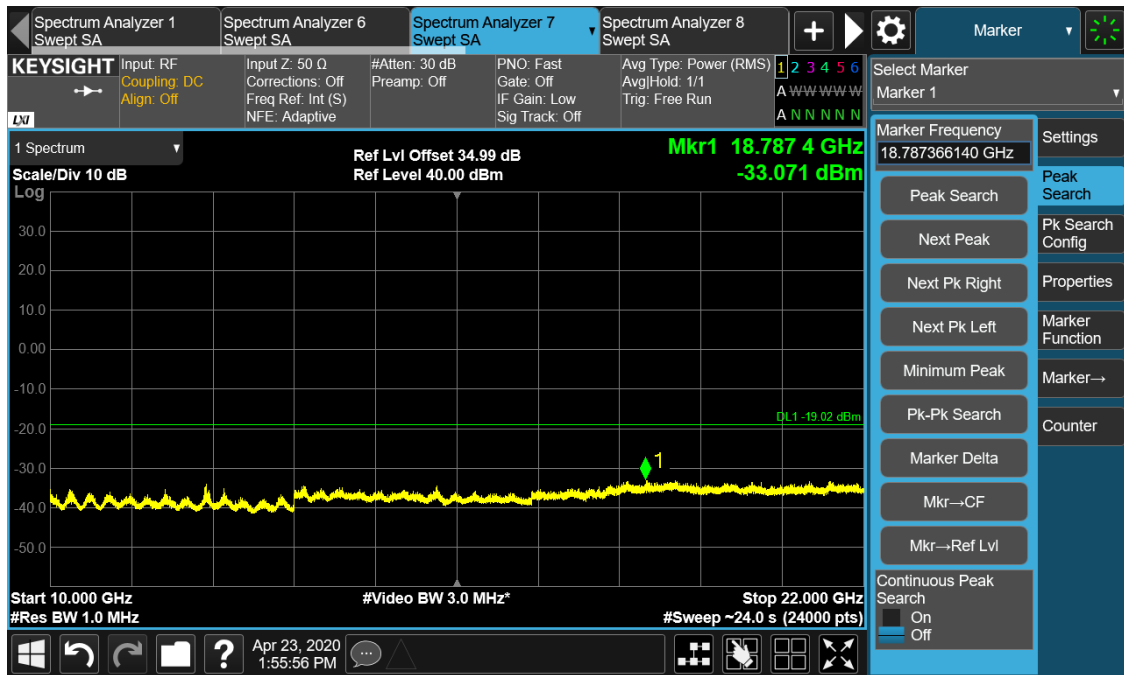 Spectrum Analyzer 1
Swept SA
Spectrum Analyzer 6
Swept SA
Spectrum Analyzer 7
Swept SA
Spectrum Analyzer 8
Swept SA
+
Marker
KEYSIGHT
LXI
Input: RF
Coupling: DC
Align: Off
Input Z: 50 Ω
Corrections: Off
Freq Ref: Int (S)
NFE: Adaptive
#Atten: 30 dB
Preamp: Off
PNO: Fast
Gate: Off
IF Gain: Low
Sig Track: Off
Avg Type: Power (RMS)
Avg|Hold: 1/1
Trig: Free Run
1 2 3 4 5 6
A W W W W W
A N N N N N
Select Marker
Marker 1
1 Spectrum
Scale/Div 10 dB
Log
Ref Lvl Offset 34.99 dB
Ref Level 40.00 dBm
Mkr1 18.787 4 GHz
-33.071 dBm
30.0
20.0
10.0
0.00
-10.0
-20.0
-30.0
-40.0
-50.0
DL1 -19.02 dBm
1
Start 10.000 GHz
#Res BW 1.0 MHz
#Video BW 3.0 MHz*
Stop 22.000 GHz
#Sweep ~24.0 s (24000 pts)
Marker Frequency
18.787366140 GHz
Peak Search
Next Peak
Next Pk Right
Next Pk Left
Minimum Peak
Pk-Pk Search
Marker Delta
Mkr→CF
Mkr→Ref Lvl
Continuous Peak
Search
On
Off
Settings
Peak
Search
Pk Search
Config
Properties
Marker
Function
Marker→
Counter
?
Apr 23, 2020
1:55:56 PM